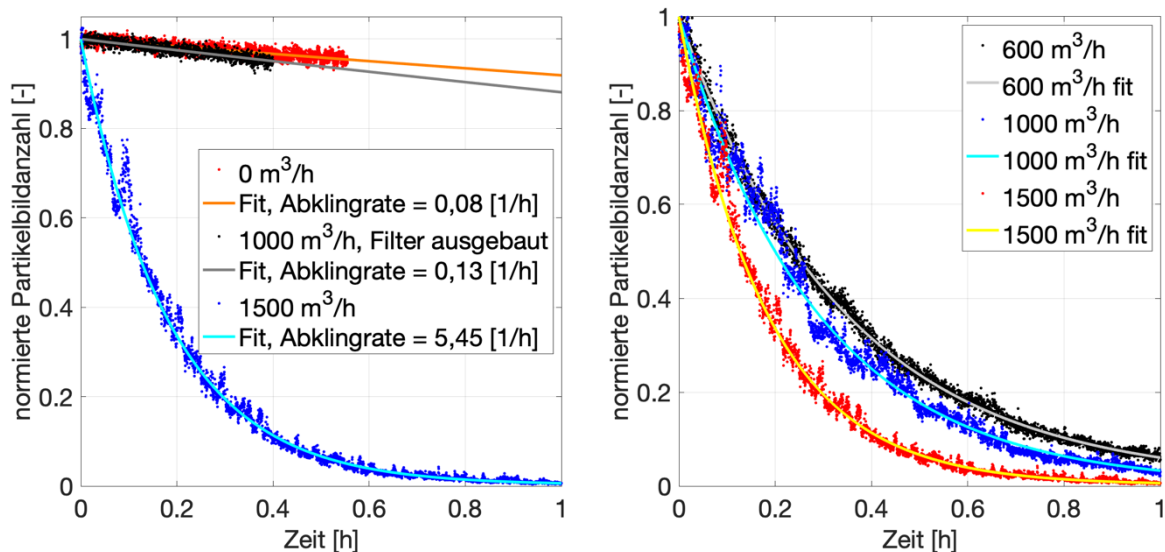 1
0.8
0.6
0.4
0.2
0
normierte Partikelbildanzahl [-]
0 m³/h
Fit, Abklingrate = 0,08 [1/h]
1000 m³/h, Filter ausgebaut
Fit, Abklingrate = 0,13 [1/h]
1500 m³/h
Fit, Abklingrate = 5,45 [1/h]
0
0.2
0.4
0.6
0.8
1
Zeit [h]
1
0.8
0.6
0.4
0.2
0
normierte Partikelbildanzahl [-]
600 m³/h
600 m³/h fit
1000 m³/h
1000 m³/h fit
1500 m³/h
1500 m³/h fit
0
0.2
0.4
0.6
0.8
1
Zeit [h]